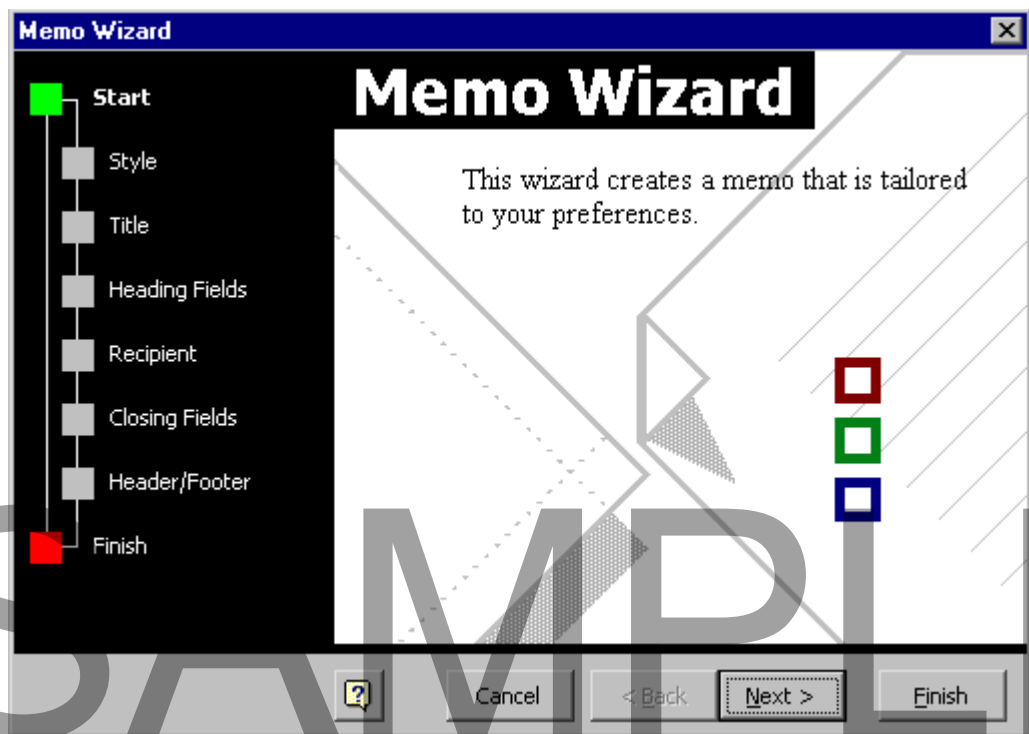 Memo Wizard
Start
Style
Title
Heading Fields
Recipient
Closing Fields
Header/Footer
Finish
Memo Wizard
This wizard creates a memo that is tailored
to your preferences.
Cancel
< Back
Next >
Finish
SAMPL